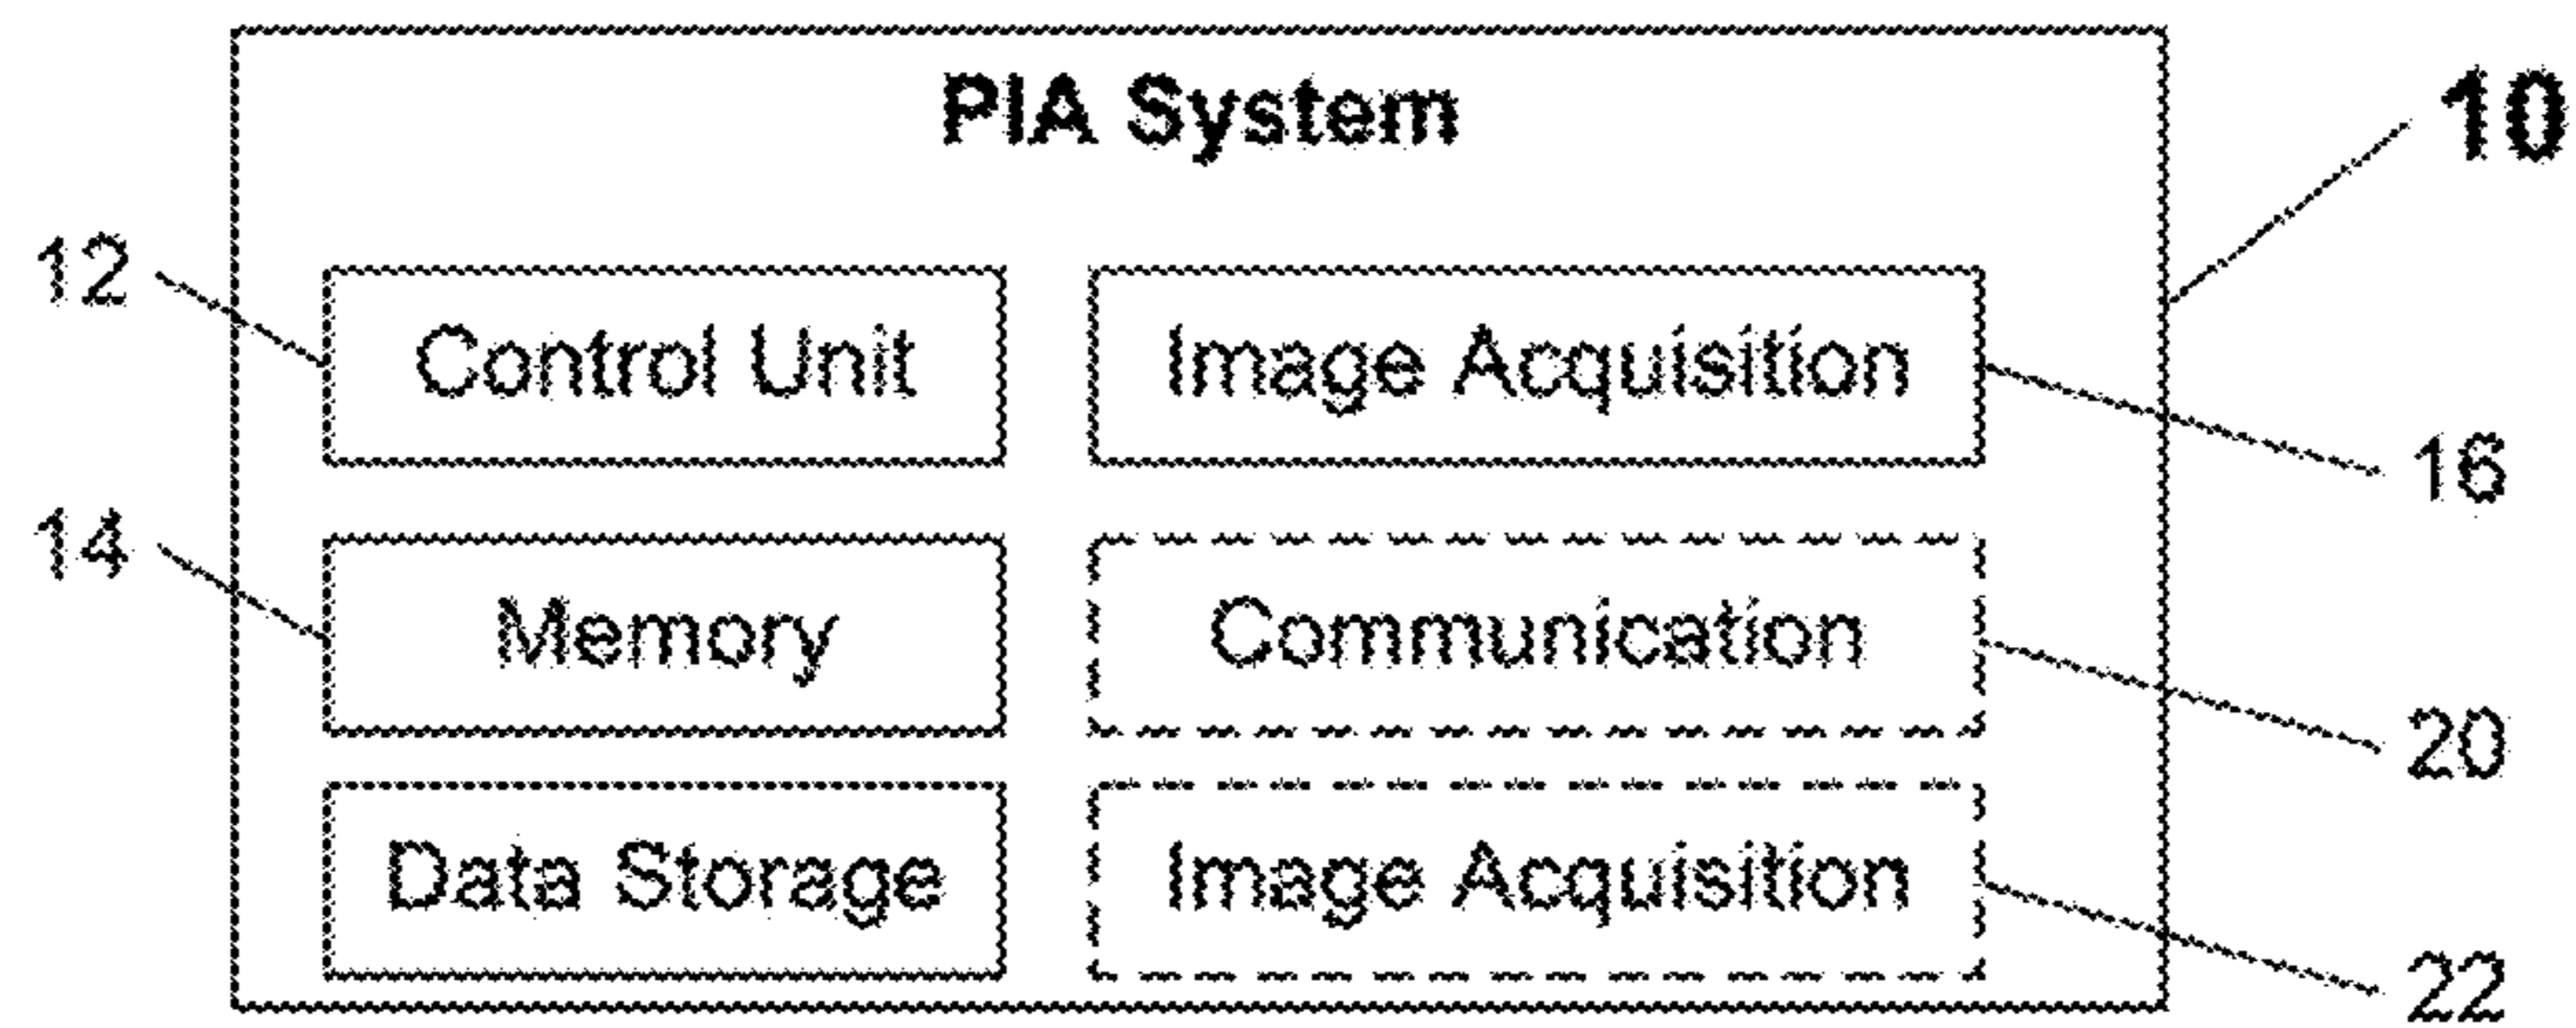 PIA System
10
12
Control Unit
Image Acquisition
16
14
Memory
Communication
20
Data Storage
Image Acquisition
22